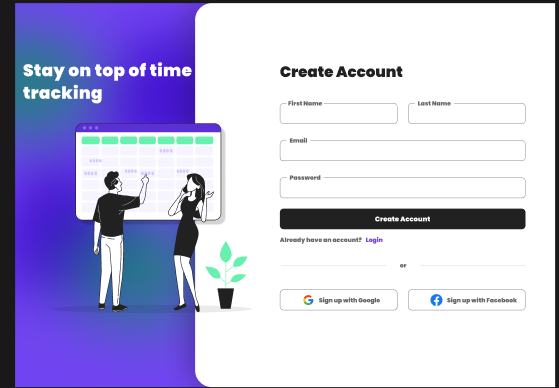 Stay on top of time
tracking
Create Account
First Name
Last Name
Email
Password
Create Account
Already have an account? Login
or
Sign up with Google
Sign up with Facebook